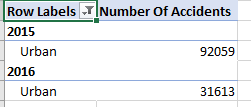 Row Labels Number Of Accidents
2015
Urban 92059
2016
Urban 31613